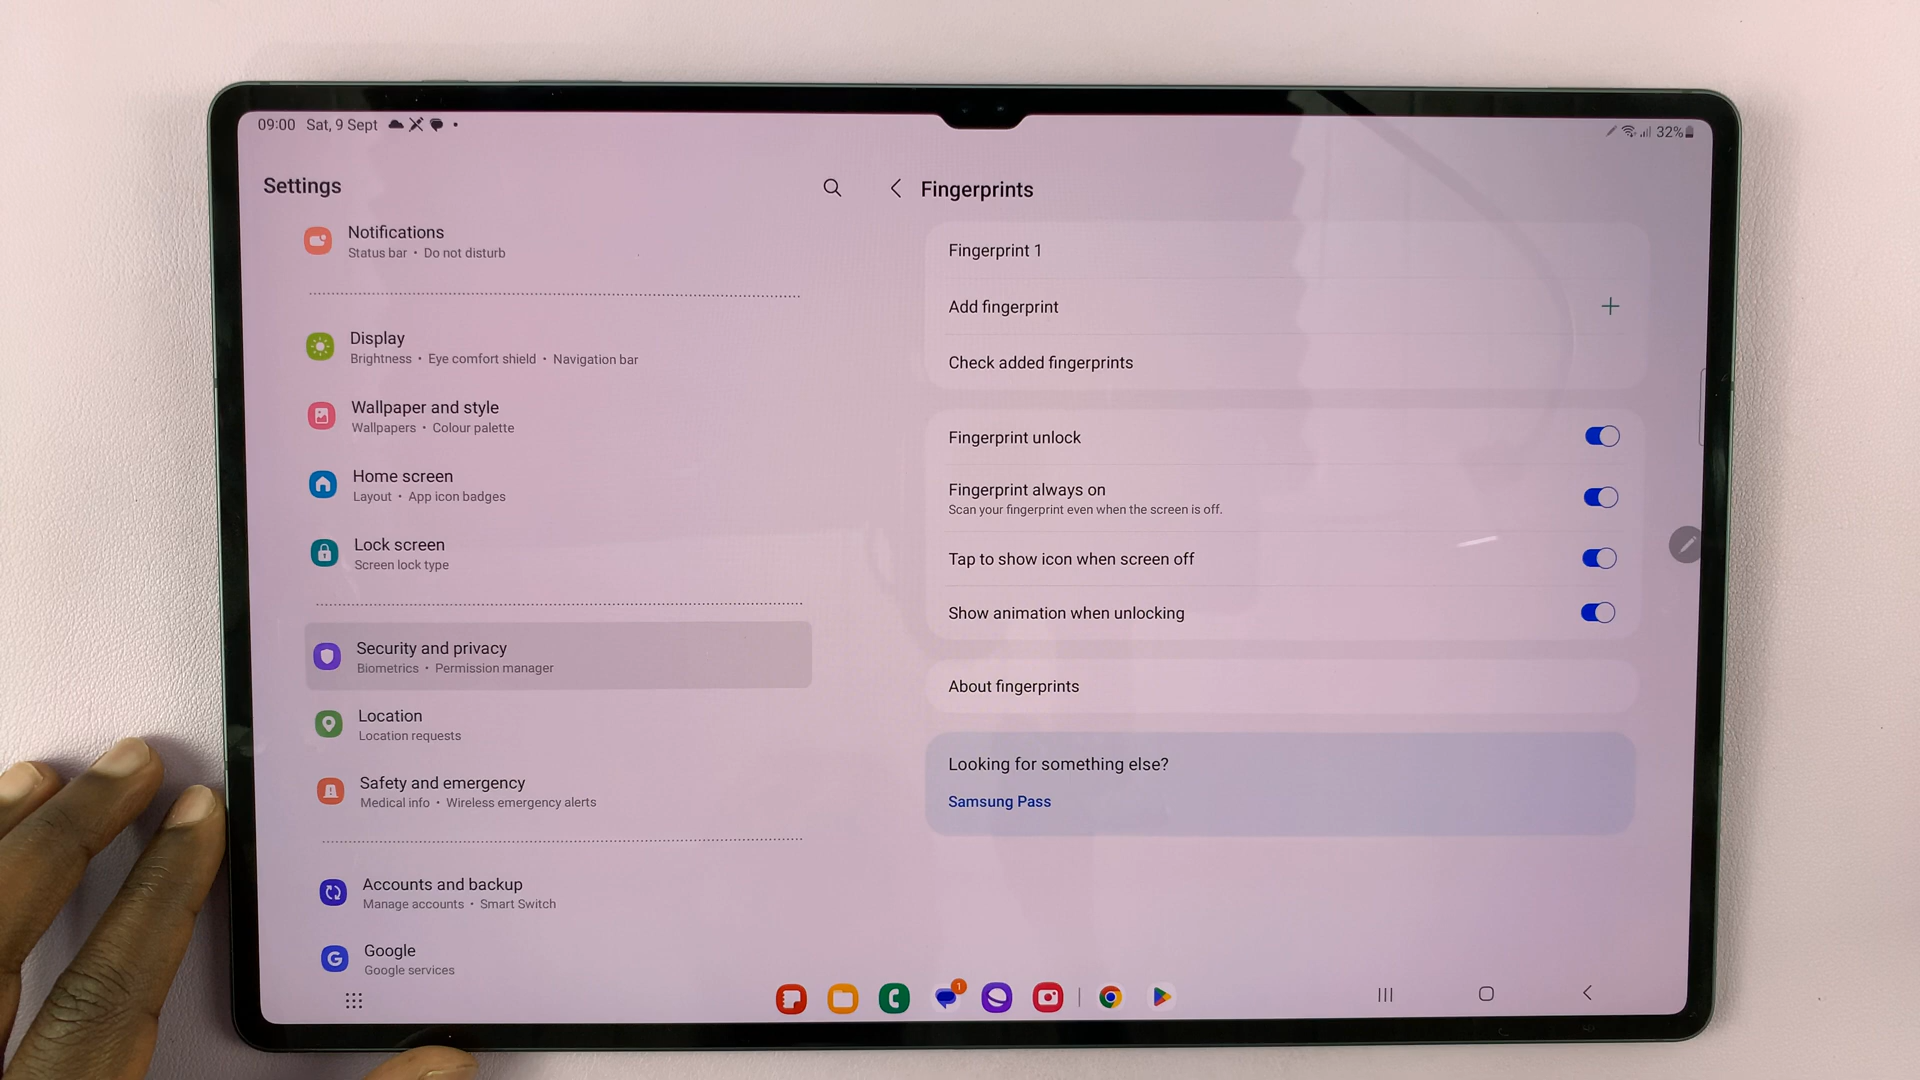 09:00 Sat, 9 Sept
32%
Settings
Notifications
Status bar • Do not disturb
Display
Brightness • Eye comfort shield • Navigation bar
Wallpaper and style
Wallpapers • Colour palette
Home screen
Layout • App icon badges
Lock screen
Screen lock type
Security and privacy
Biometrics • Permission manager
Location
Location requests
Safety and emergency
Medical info • Wireless emergency alerts
Accounts and backup
Manage accounts • Smart Switch
G
Google
Google services
Fingerprints
Fingerprint 1
Add fingerprint
Check added fingerprints
Fingerprint unlock
Fingerprint always on
Scan your fingerprint even when the screen is off.
Tap to show icon when screen off
Show animation when unlocking
About fingerprints
Looking for something else?
Samsung Pass
1